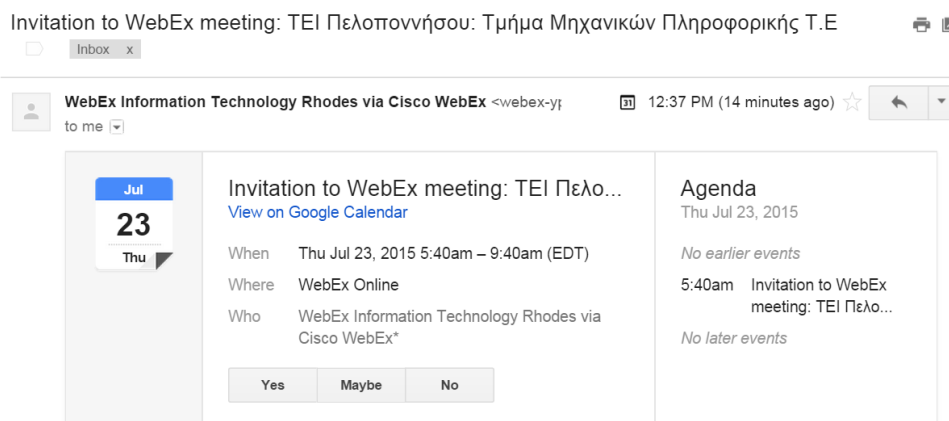 Invitation to WebEx meeting: ΤΕΙ Πελοποννήσου: Τμήμα Μηχανικών Πληροφορικής Τ.Ε
Inbox x
WebEx Information Technology Rhodes via Cisco WebEx <webex-yp
31 12:37 PM (14 minutes ago)
to me
Jul
23
Thu
Invitation to WebEx meeting: ΤΕΙ Πελο...
View on Google Calendar
When Thu Jul 23, 2015 5:40am – 9:40am (EDT)
Where WebEx Online
Who WebEx Information Technology Rhodes via
Cisco WebEx*
Yes Maybe No
Agenda
Thu Jul 23, 2015
No earlier events
5:40am Invitation to WebEx
meeting: ΤΕΙ Πελο...
No later events